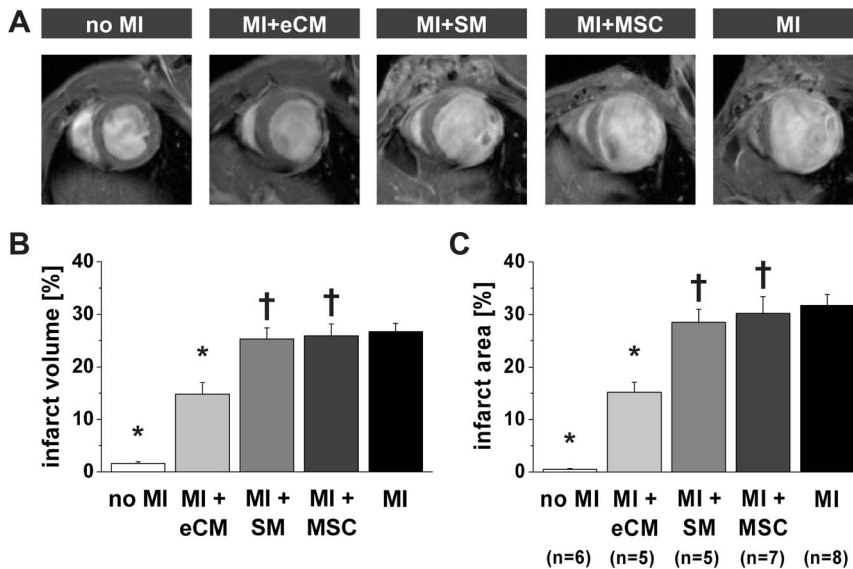 A
no MI MI+eCM MI+SM MI+MSC MI
B
infarct volume [%]
40
30
20
10
0
*
*
†
†
no MI MI + MI + MI + MI
eCM SM MSC
C
infarct area [%]
40
30
20
10
0
*
*
†
†
no MI MI + MI + MI + MI
eCM SM MSC
(n=6) (n=5) (n=5) (n=7) (n=8)